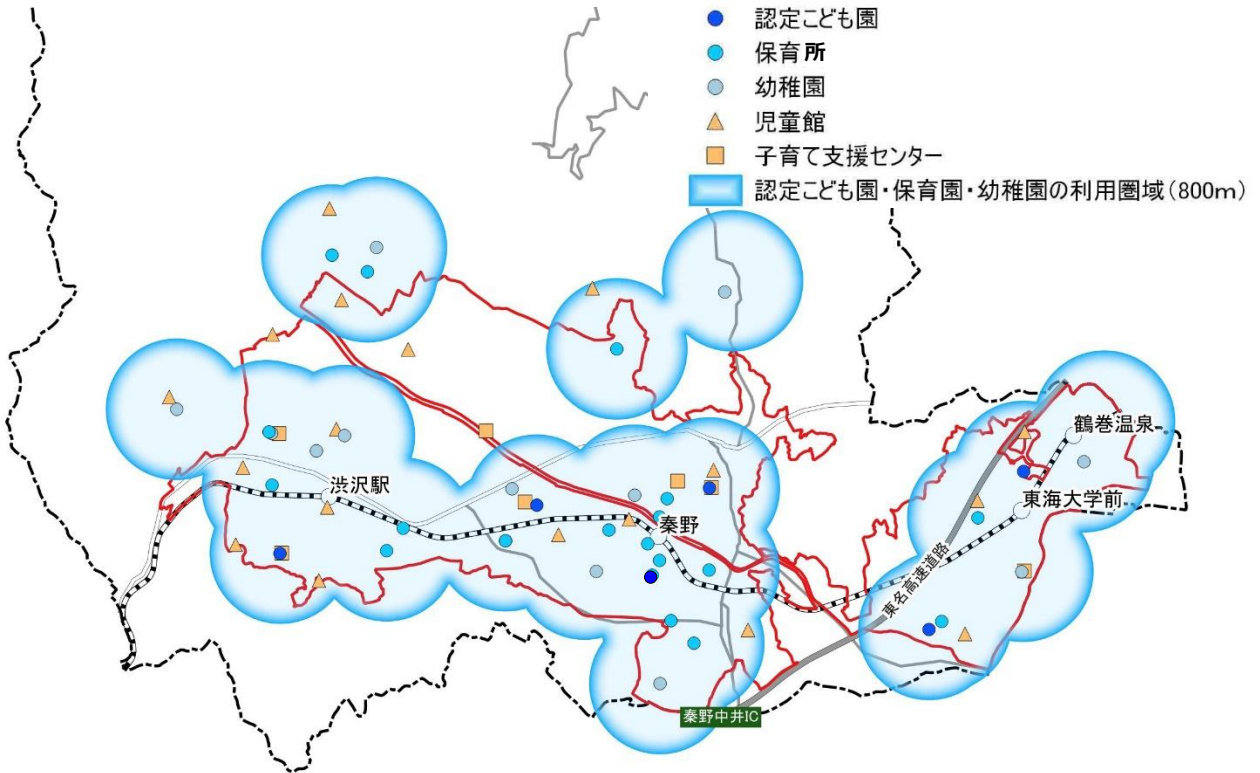 認定こども園
保育所
幼稚園
児童館
子育て支援センター
認定こども園・保育園・幼稚園の利用圏域(800m)
鶴巻温泉
渋沢駅
東海大学前
秦野
東名高速道路
秦野中井IC